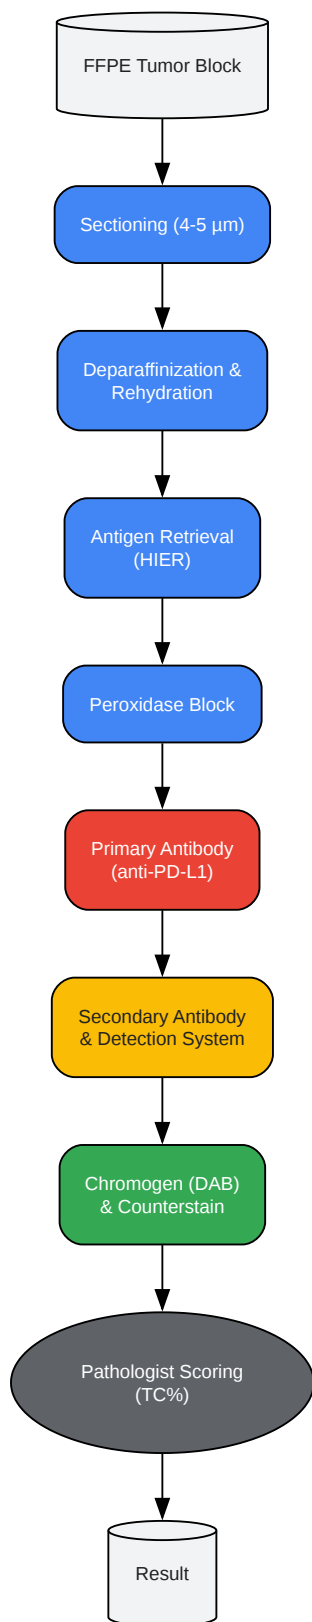 FFPE Tumor Block
Sectioning (4-5 µm)
Deparaffinization &
Rehydration
Antigen Retrieval
(HIER)
Peroxidase Block
Primary Antibody
(anti-PD-L1)
Secondary Antibody
& Detection System
Chromogen (DAB)
& Counterstain
Pathologist Scoring
(TC%)
Result